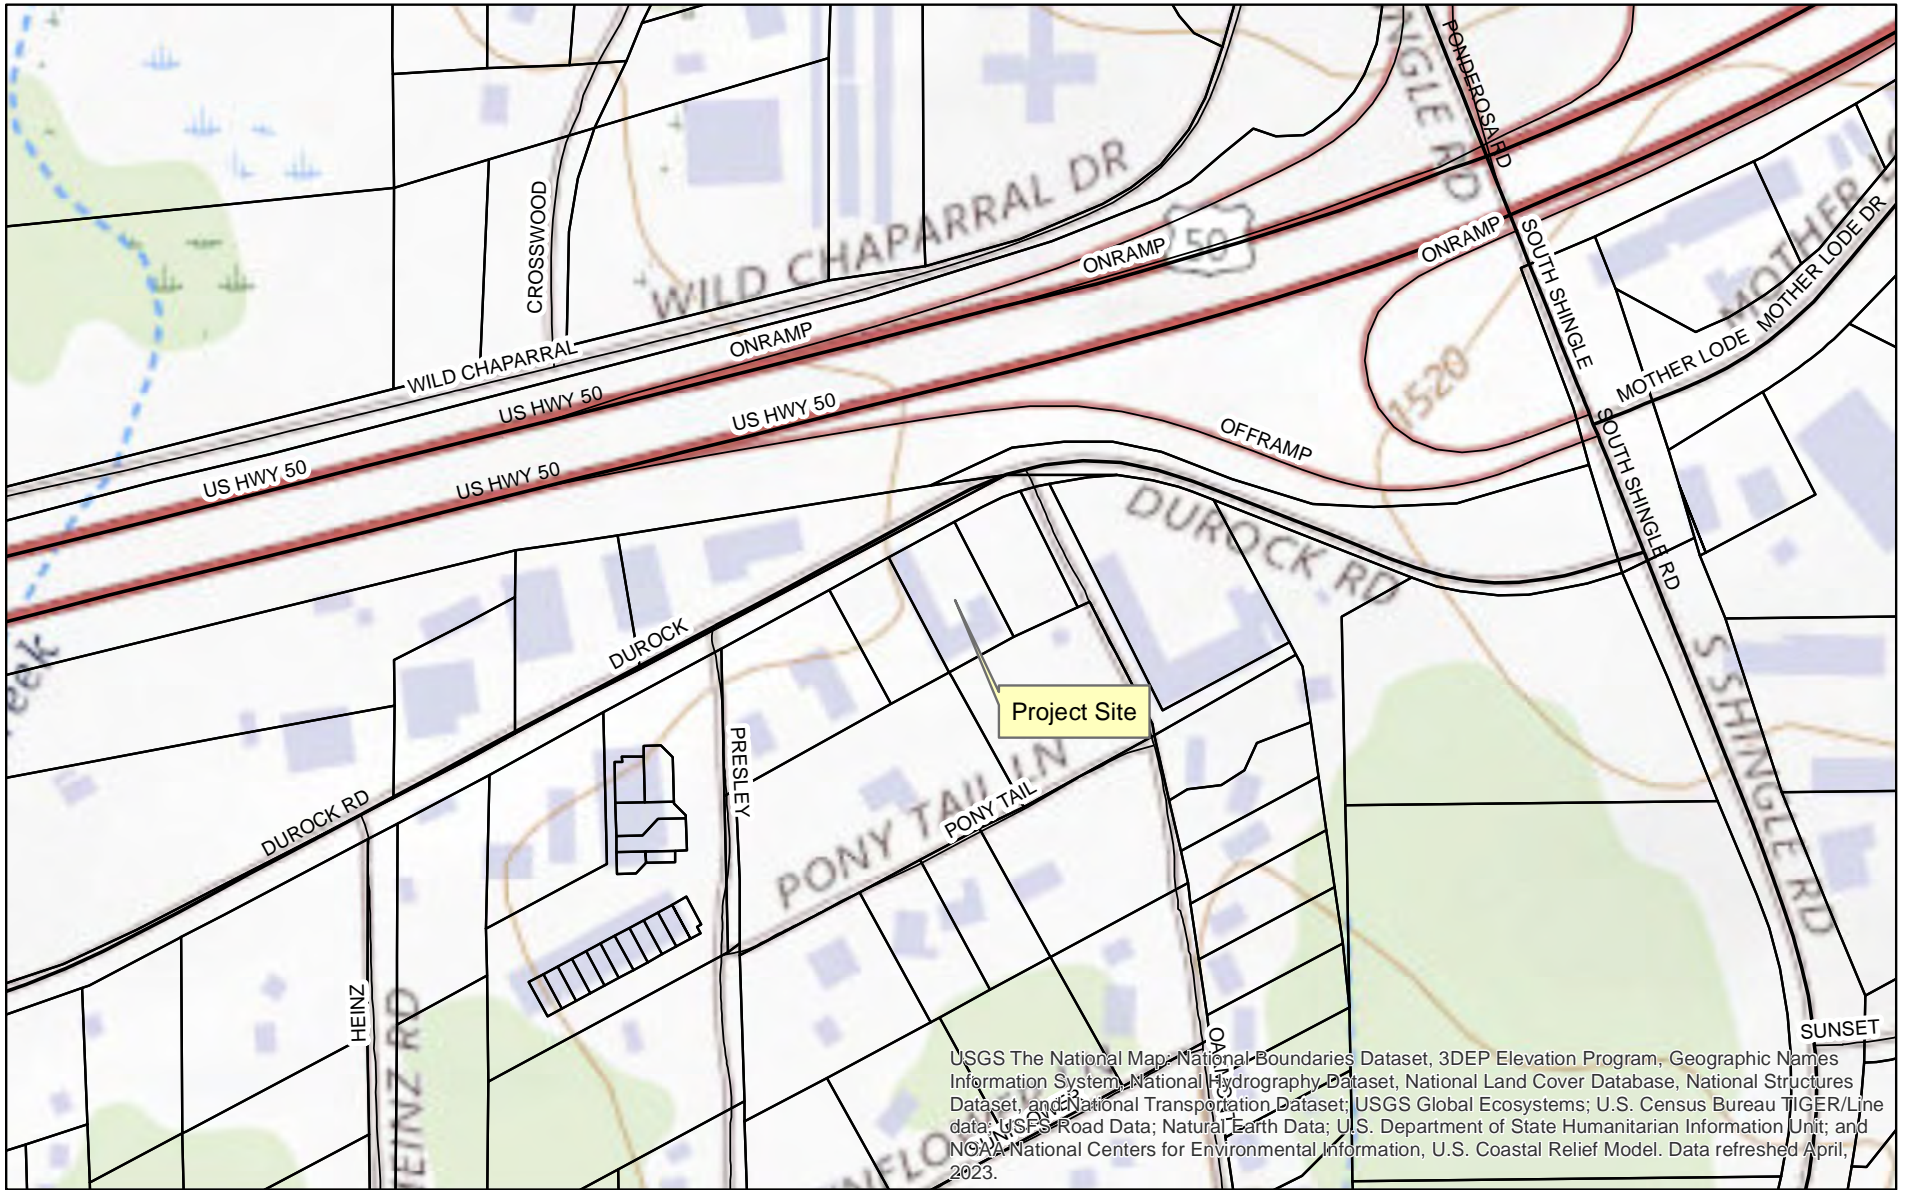 PONDEROSA RD
NGLE RD
CROSSWOOD
WILD CHAPARRAL DR
ONRAMP
50
ONRAMP
SOUTH SHINGLE
MOTHER LODE DR
MOTHER LODE
WILD CHAPARRAL
ONRAMP
US HWY 50
US HWY 50
US HWY 50
US HWY 50
OFFRAMP
1520
SOUTH SHINGLE RD
DUROCK RD
DUROCK
eek
Project Site
S SHINGLE RD
PRESLEY
PONY TAIL LN
PONY TAIL
DUROCK RD
HEINZ
HEINZ RD
SUNSET
USGS The National Map: National Boundaries Dataset, 3DEP Elevation Program, Geographic Names
Information System, National Hydrography Dataset, National Land Cover Database, National Structures
Dataset, and National Transportation Dataset; USGS Global Ecosystems; U.S. Census Bureau TIGER/Line
data; USFS Road Data; Natural Earth Data; U.S. Department of State Humanitarian Information Unit; and
NOAA National Centers for Environmental Information, U.S. Coastal Relief Model. Data refreshed April,
2023.